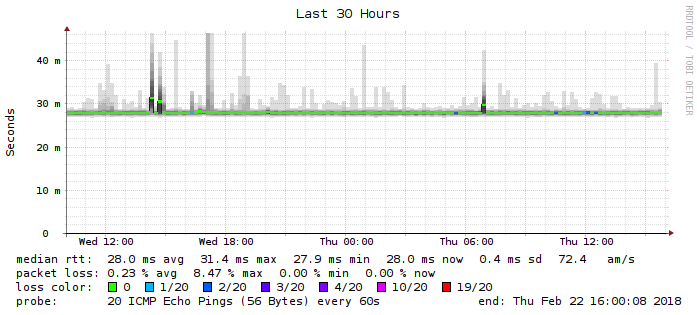 Last 30 Hours
RRDTOOL / TOBI OETIKER
Seconds
40 m
30 m
20 m
10 m
0
Wed 12:00 Wed 18:00 Thu 00:00 Thu 06:00 Thu 12:00
median rtt: 28.0 ms avg 31.4 ms max 27.9 ms min 28.0 ms now 0.4 ms sd 72.4 am/s
packet loss: 0.23 % avg 8.47 % max 0.00 % min 0.00 % now
loss color: 0 1/20 2/20 3/20 4/20 10/20 19/20
probe: 20 ICMP Echo Pings (56 Bytes) every 60s end: Thu Feb 22 16:00:08 2018